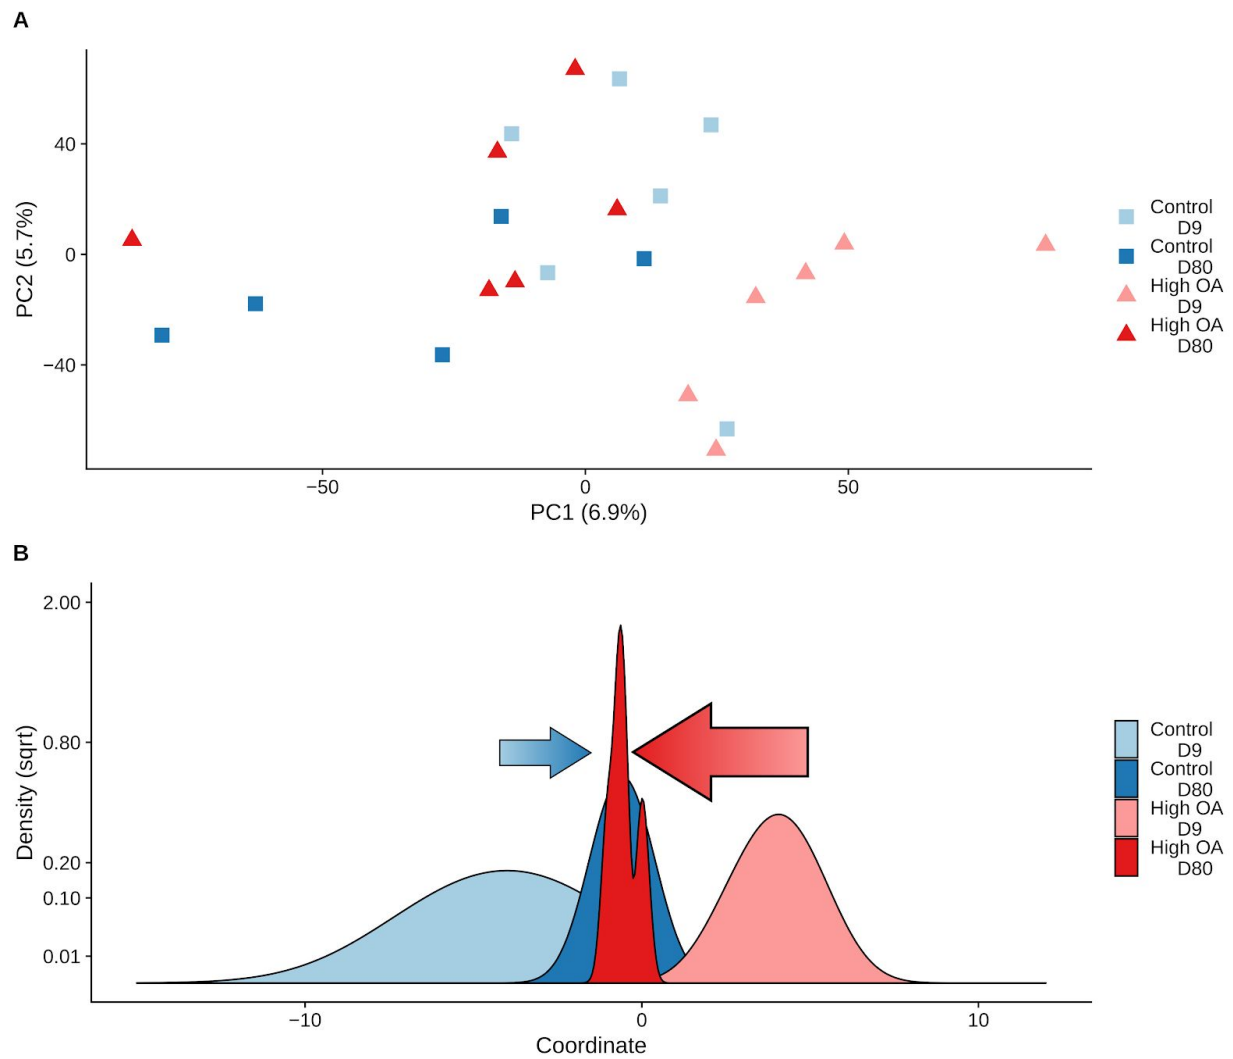 A
PC2 (5.7%)
40
0
−40
−50
0
50
PC1 (6.9%)
Control
D9
Control
D80
High OA
D9
High OA
D80
B
Density (sqrt)
2.00
0.80
0.20
0.10
0.01
−10
0
10
Coordinate
Control
D9
Control
D80
High OA
D9
High OA
D80